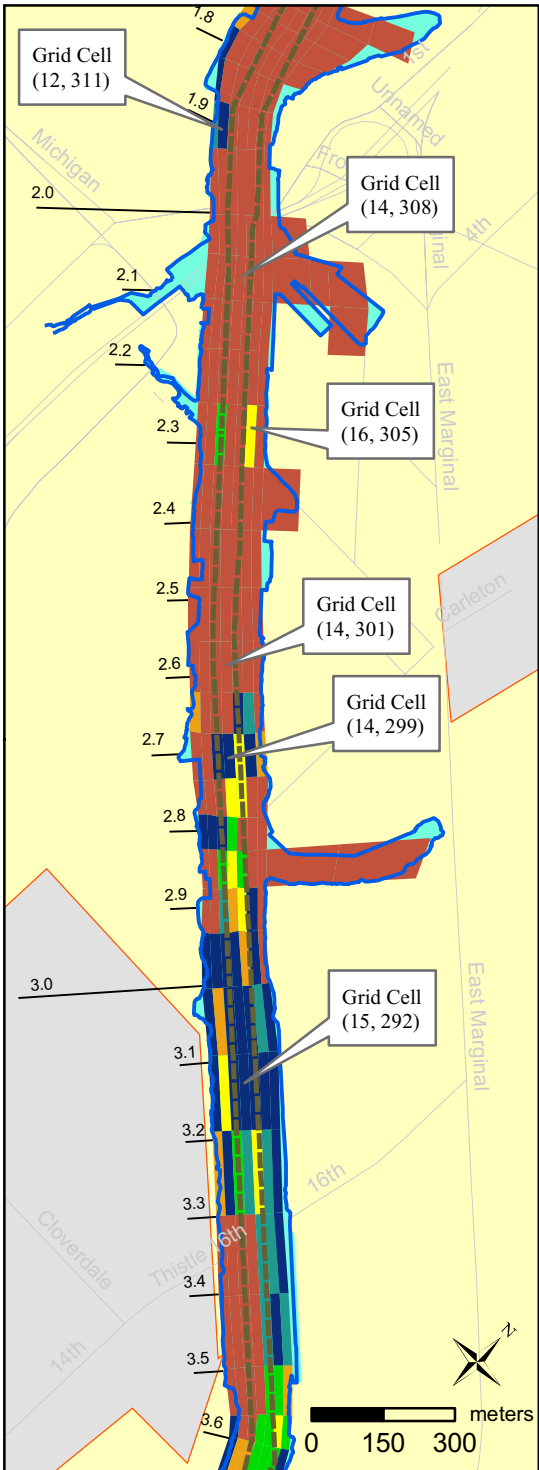 1.8
Grid Cell
(12, 311)
1.9
1st
Unnamed
Michigan
Grid Cell
(14, 308)
2.0
4th
2.1
2.2
East Marginal
Grid Cell
(16, 305)
2.3
2.4
2.5
Carleton
Grid Cell
(14, 301)
2.6
Grid Cell
(14, 299)
2.7
2.8
2.9
3.0
East Marginal
Grid Cell
(15, 292)
3.1
3.2
16th
3.3
Cloverdale
Thistle 16th
3.4
14th
3.5
N
3.6
meters
0 150 300